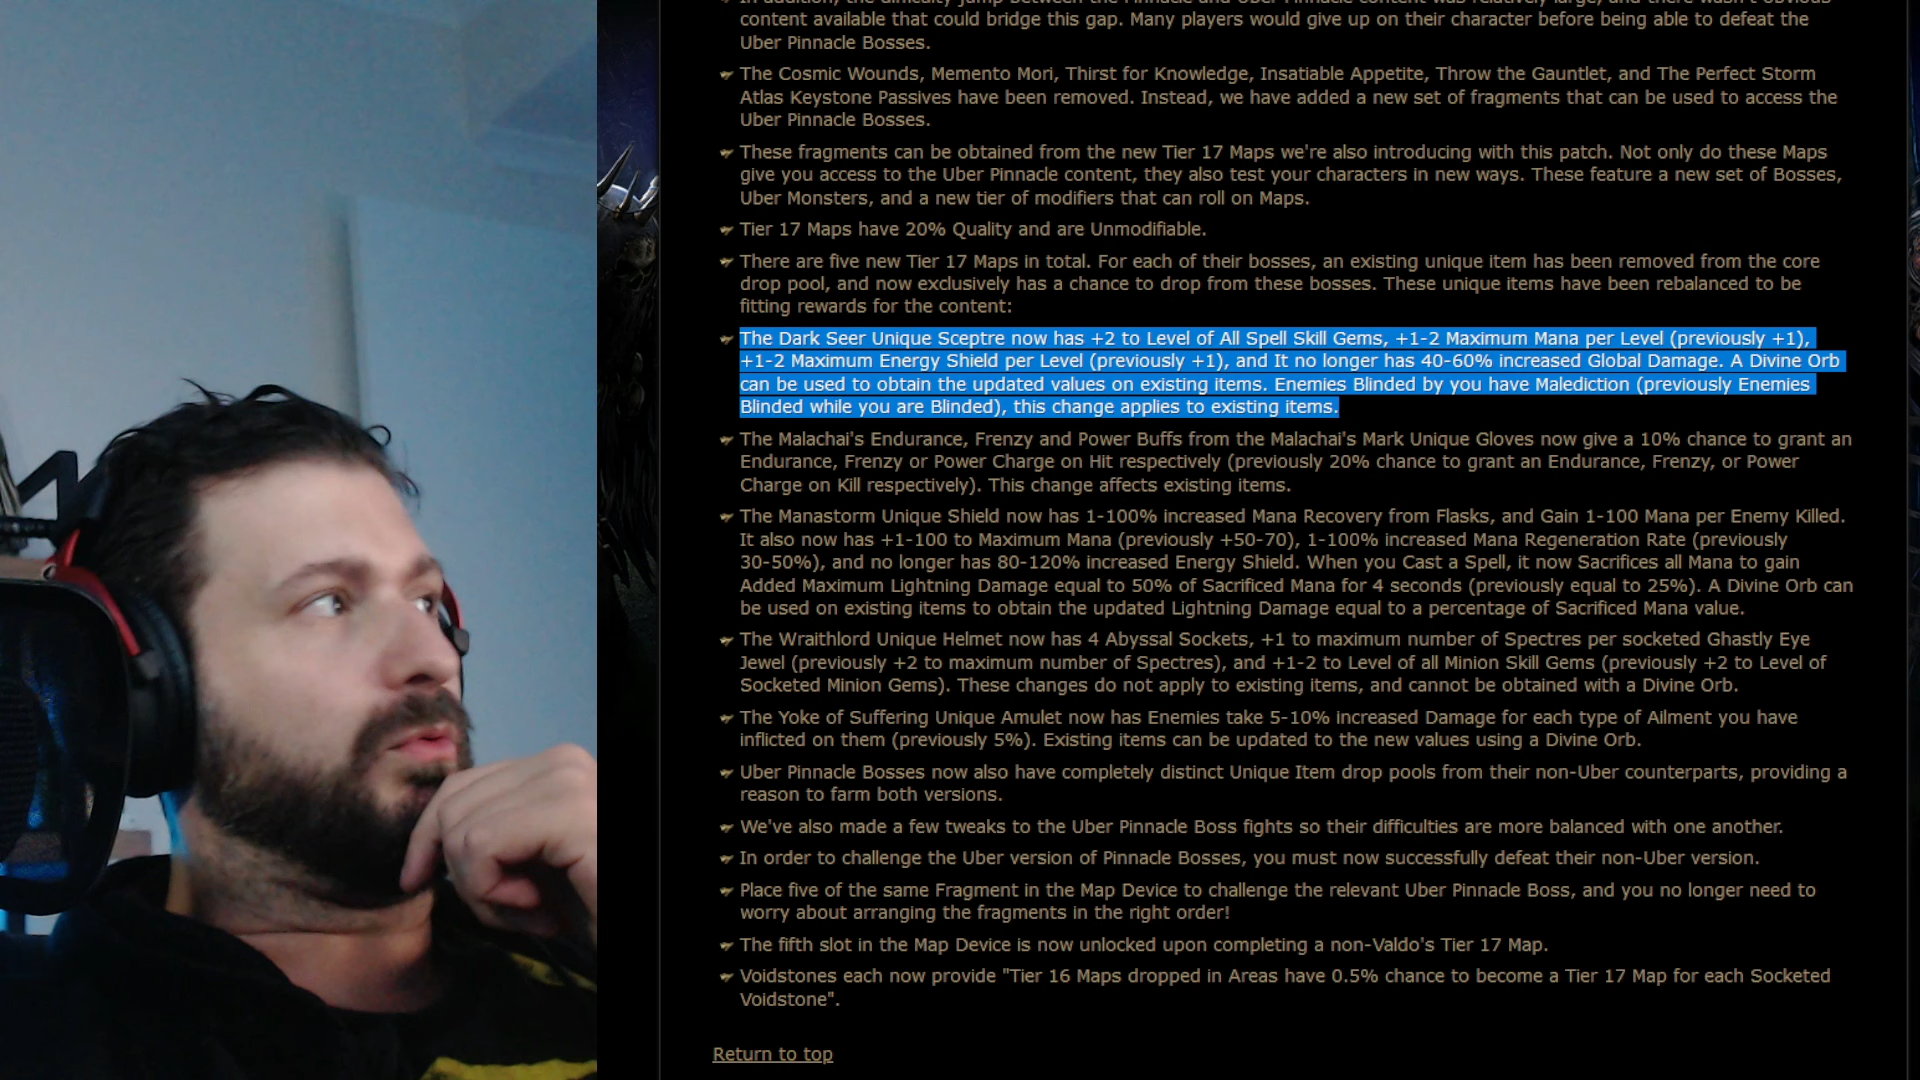 content available that could bridge this gap. Many players would give up on their character before being able to defeat the
Uber Pinnacle Bosses.
The Cosmic Wounds, Memento Mori, Thirst for Knowledge, Insatiable Appetite, Throw the Gauntlet, and The Perfect Storm
Atlas Keystone Passives have been removed. Instead, we have added a new set of fragments that can be used to access the
Uber Pinnacle Bosses.
These fragments can be obtained from the new Tier 17 Maps we're also introducing with this patch. Not only do these Maps
give you access to the Uber Pinnacle content, they also test your characters in new ways. These feature a new set of Bosses,
Uber Monsters, and a new tier of modifiers that can roll on Maps.
Tier 17 Maps have 20% Quality and are Unmodifiable.
There are five new Tier 17 Maps in total. For each of their bosses, an existing unique item has been removed from the core
drop pool, and now exclusively has a chance to drop from these bosses. These unique items have been rebalanced to be
fitting rewards for the content:
The Dark Seer Unique Sceptre now has +2 to Level of All Spell Skill Gems, +1-2 Maximum Mana per Level (previously +1),
+1-2 Maximum Energy Shield per Level (previously +1), and It no longer has 40-60% increased Global Damage. A Divine Orb
can be used to obtain the updated values on existing items. Enemies Blinded by you have Malediction (previously Enemies
Blinded while you are Blinded), this change applies to existing items.
The Malachai's Endurance, Frenzy and Power Buffs from the Malachai's Mark Unique Gloves now give a 10% chance to grant an
Endurance, Frenzy or Power Charge on Hit respectively (previously 20% chance to grant an Endurance, Frenzy, or Power
Charge on Kill respectively). This change affects existing items.
The Manastorm Unique Shield now has 1-100% increased Mana Recovery from Flasks, and Gain 1-100 Mana per Enemy Killed.
It also now has +1-100 to Maximum Mana (previously +50-70), 1-100% increased Mana Regeneration Rate (previously
30-50%), and no longer has 80-120% increased Energy Shield. When you Cast a Spell, it now Sacrifices all Mana to gain
Added Maximum Lightning Damage equal to 50% of Sacrificed Mana for 4 seconds (previously equal to 25%). A Divine Orb can
be used on existing items to obtain the updated Lightning Damage equal to a percentage of Sacrificed Mana value.
The Wraithlord Unique Helmet now has 4 Abyssal Sockets, +1 to maximum number of Spectres per socketed Ghastly Eye
Jewel (previously +2 to maximum number of Spectres), and +1-2 to Level of all Minion Skill Gems (previously +2 to Level of
Socketed Minion Gems). These changes do not apply to existing items, and cannot be obtained with a Divine Orb.
The Yoke of Suffering Unique Amulet now has Enemies take 5-10% increased Damage for each type of Ailment you have
inflicted on them (previously 5%). Existing items can be updated to the new values using a Divine Orb.
Uber Pinnacle Bosses now also have completely distinct Unique Item drop pools from their non-Uber counterparts, providing a
reason to farm both versions.
We've also made a few tweaks to the Uber Pinnacle Boss fights so their difficulties are more balanced with one another.
In order to challenge the Uber version of Pinnacle Bosses, you must now successfully defeat their non-Uber version.
Place five of the same Fragment in the Map Device to challenge the relevant Uber Pinnacle Boss, and you no longer need to
worry about arranging the fragments in the right order!
The fifth slot in the Map Device is now unlocked upon completing a non-Valdo's Tier 17 Map.
Voidstones each now provide "Tier 16 Maps dropped in Areas have 0.5% chance to become a Tier 17 Map for each Socketed
Voidstone".
Return to top